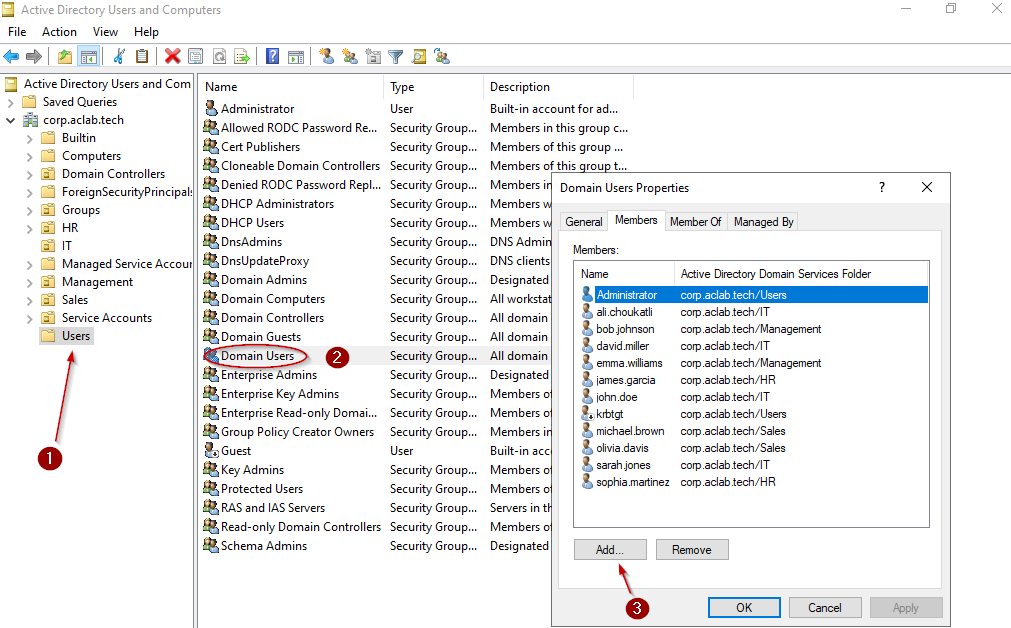 Active Directory Users and Computers
File Action View Help
Active Directory Users and Com
Saved Queries
corp.aclab.tech
Builtin
Computers
Domain Controllers
ForeignSecurityPrincipals
Groups
HR
IT
Managed Service Accour
Management
Sales
Service Accounts
Users
1
Name Type Description
Administrator User Built-in account for ad...
Allowed RODC Password Re... Security Group... Members in this group c...
Cert Publishers Security Group... Members of this group ...
Cloneable Domain Controllers Security Group... Members of this group t...
Denied RODC Password Repl... Security Group... Members in
DHCP Administrators Security Group... Members w
DHCP Users Security Group... Members w
DnsAdmins Security Group... DNS Admin
DnsUpdateProxy Security Group... DNS clients
Domain Admins Security Group... Designated
Domain Computers Security Group... All workstat
Domain Controllers Security Group... All domain
Domain Guests Security Group... All domain
Domain Users 2 Security Group... All domain
Enterprise Admins Security Group... Designated
Enterprise Key Admins Security Group... Members of
Enterprise Read-only Domai... Security Group... Members of
Group Policy Creator Owners Security Group... Members in
Guest User Built-in acc
Key Admins Security Group... Members of
Protected Users Security Group... Members of
RAS and IAS Servers Security Group... Servers in th
Read-only Domain Controllers Security Group... Members of
Schema Admins Security Group... Designated
Domain Users Properties ?
General Members Member Of Managed By
Members:
Name Active Directory Domain Services Folder
Administrator corp.aclab.tech/Users
ali.choukatli corp.aclab.tech/IT
bob.johnson corp.aclab.tech/Management
david.miller corp.aclab.tech/IT
emma.williams corp.aclab.tech/Management
james.garcia corp.aclab.tech/HR
john.doe corp.aclab.tech/IT
krbtgt corp.aclab.tech/Users
michael.brown corp.aclab.tech/Sales
olivia.davis corp.aclab.tech/Sales
sarah.jones corp.aclab.tech/IT
sophia.martinez corp.aclab.tech/HR
Add... Remove
3
OK Cancel Apply